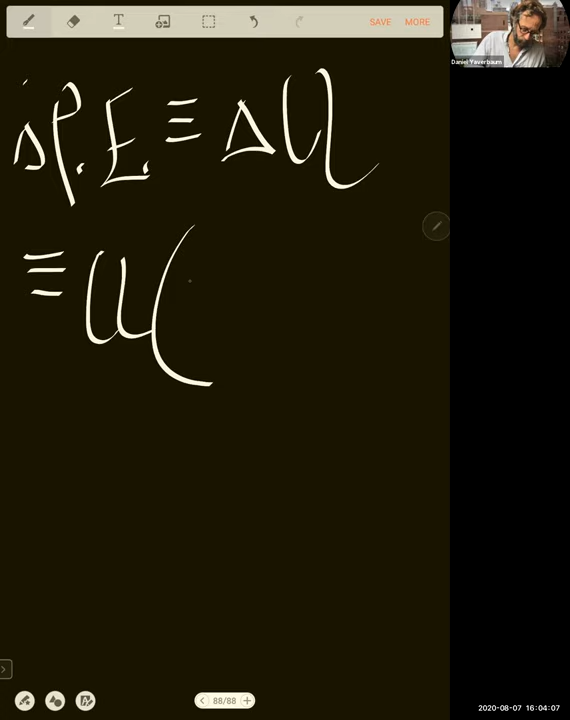 T SAVE MORE
Daniel Yaverbaum
ΔP.E. ≡ ΔU
≡ U(
88/88
2020-08-07 16:04:07